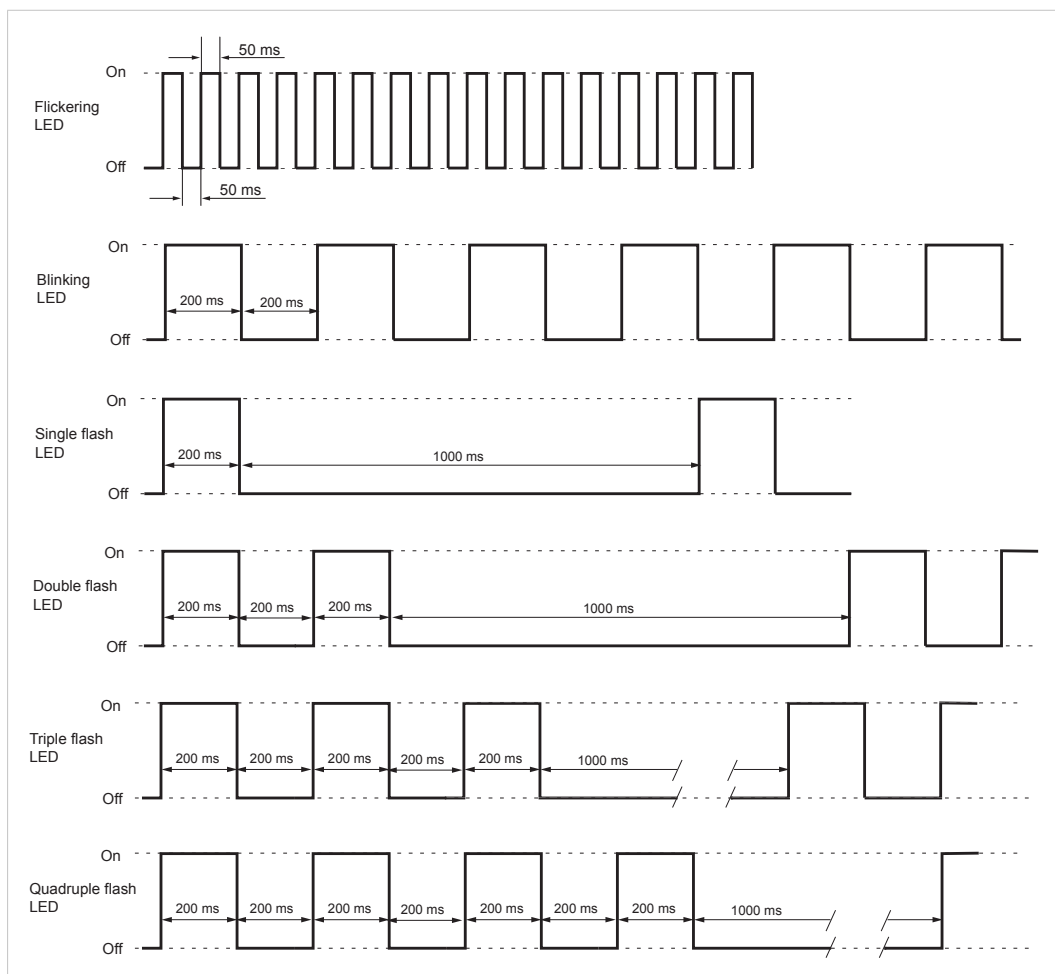 50 ms
On
Flickering
LED
Off
50 ms
On
Blinking
LED
200 ms 200 ms
Off
On
Single flash
LED
200 ms 1000 ms
Off
On
Double flash
LED
200 ms 200 ms 200 ms 1000 ms
Off
On
Triple flash
LED
200 ms 200 ms 200 ms 200 ms 200 ms 1000 ms
Off
On
Quadruple flash
LED
200 ms 200 ms 200 ms 200 ms 200 ms 200 ms 200 ms 1000 ms
Off